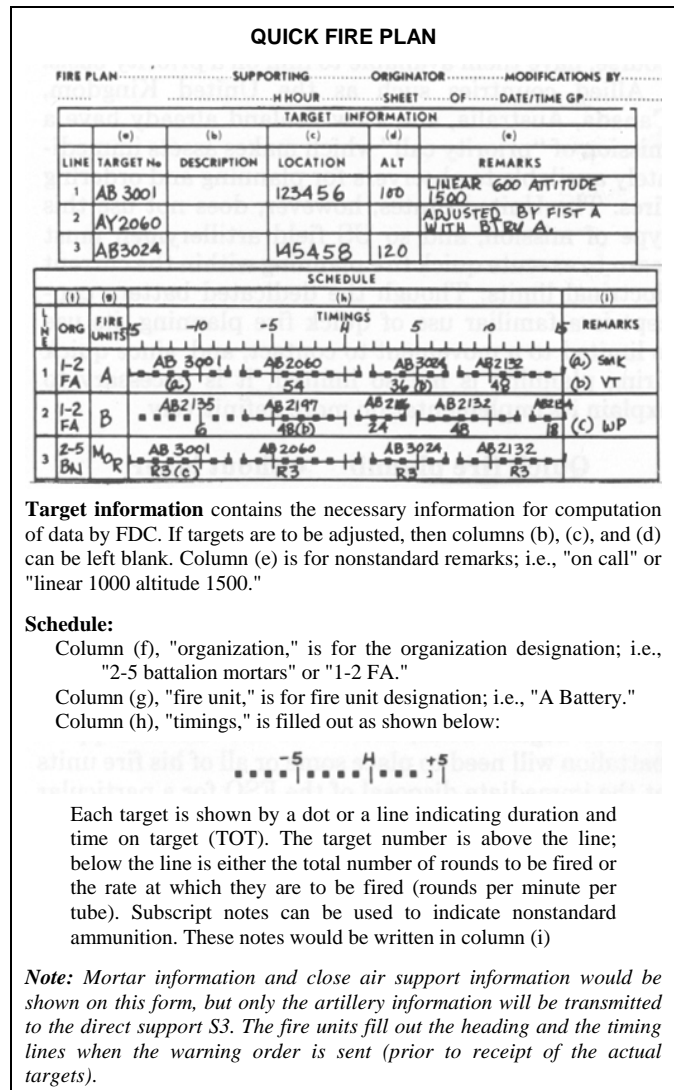 QUICK FIRE PLAN
FIRE PLAN SUPPORTING ORIGINATOR MODIFICATIONS BY
H HOUR SHEET OF DATE/TIME GP
TARGET INFORMATION
(a) (b) (c) (d) (e)
LINE TARGET No DESCRIPTION LOCATION ALT REMARKS
1 AB 3001 123456 180 LINEAR 600 ATTITUDE 1500
2 AY2060 ADJUSTED BY FIST A WITH BTRY A.
3 AB3024 145458 120
SCHEDULE
(f) (g) (h) (i)
LINE ORG FIRE UNITS TIMINGS REMARKS
-15 -10 -5 H 5 -0 15
1 1-2 FA A AB 3001 AB2060 AB3024 AB2132 (a) SMK
(a) 54 36 (b) 48 (b) VT
2 1-2 FA B AB2135 AB2197 AB2132
6 48(b) 24 48 18 (c) WP
3 2-5 BN MOR AB 3001 AB2060 AB3024 AB2132
R3(c) R3 R3 R3
Target information contains the necessary information for computation
of data by FDC. If targets are to be adjusted, then columns (b), (c), and (d)
can be left blank. Column (e) is for nonstandard remarks; i.e., "on call" or
"linear 1000 altitude 1500."
Schedule:
Column (f), "organization," is for the organization designation; i.e.,
"2-5 battalion mortars" or "1-2 FA."
Column (g), "fire unit," is for fire unit designation; i.e., "A Battery."
Column (h), "timings," is filled out as shown below:
-5 H +5
Each target is shown by a dot or a line indicating duration and
time on target (TOT). The target number is above the line;
below the line is either the total number of rounds to be fired or
the rate at which they are to be fired (rounds per minute per
tube). Subscript notes can be used to indicate nonstandard
ammunition. These notes would be written in column (i)
Note: Mortar information and close air support information would be
shown on this form, but only the artillery information will be transmitted
to the direct support S3. The fire units fill out the heading and the timing
lines when the warning order is sent (prior to receipt of the actual
targets).